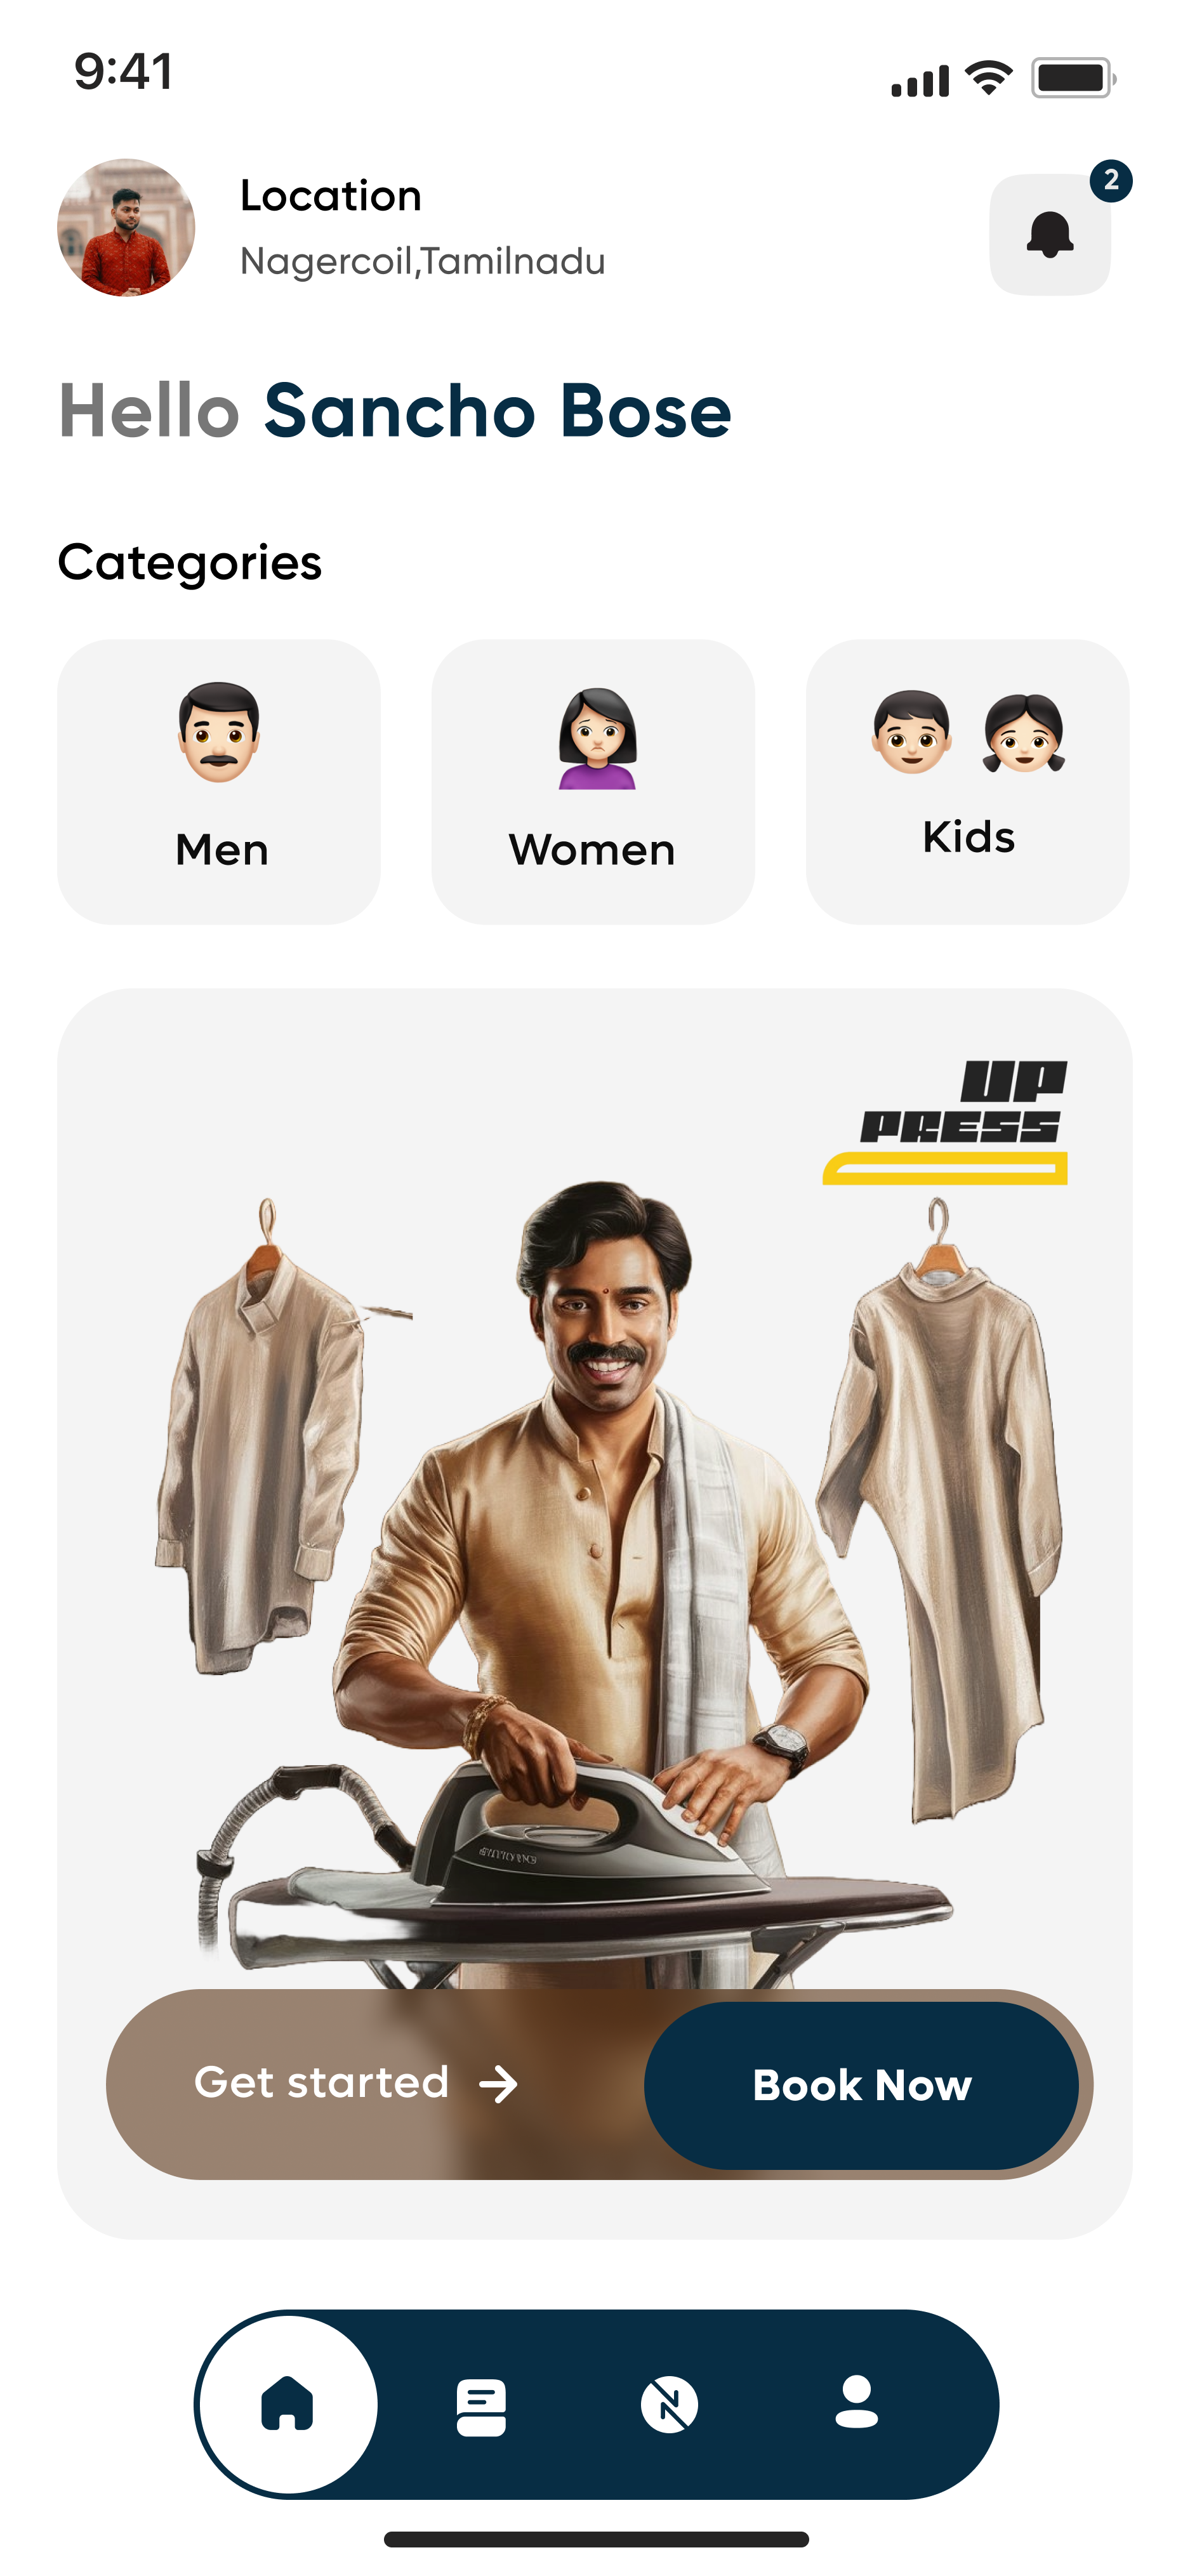 9:41
2
Location
Nagercoil,Tamilnadu
Hello Sancho Bose
Categories
Men
Women
Kids
UP
PRESS
Get started
Book Now